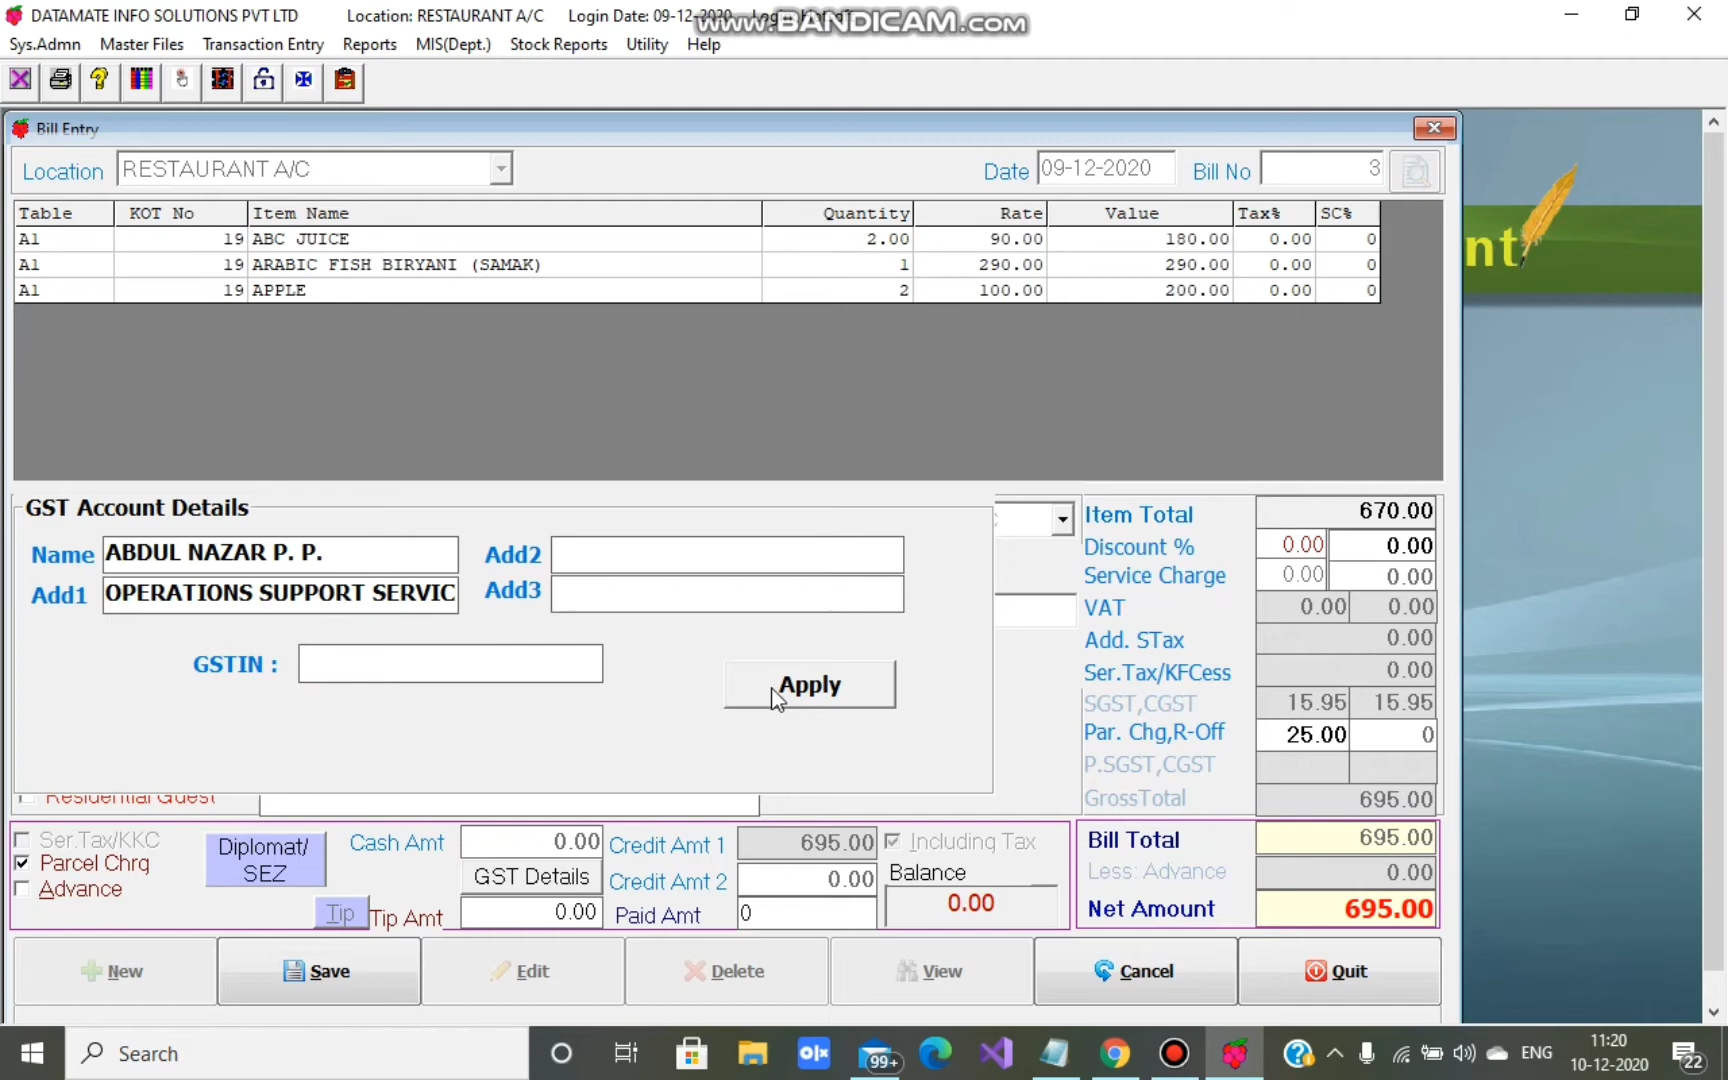 DATAMATE INFO SOLUTIONS PVT LTD Location: RESTAURANT A/C Login Date: 09-12-2020
www.BANDICAM.com
Sys.Admn Master Files Transaction Entry Reports MIS(Dept.) Stock Reports Utility Help
Bill Entry
Location RESTAURANT A/C Date 09-12-2020 Bill No 3
Table KOT No Item Name Quantity Rate Value Tax% SC%
A1 19 ABC JUICE 2.00 90.00 180.00 0.00 0
A1 19 ARABIC FISH BIRYANI (SAMAK) 1 290.00 290.00 0.00 0
A1 19 APPLE 2 100.00 200.00 0.00 0
nt
GST Account Details
Name ABDUL NAZAR P. P. Add2
Add1 OPERATIONS SUPPORT SERVIC Add3
GSTIN :
Apply
Residential Guest
Item Total 670.00
Discount % 0.00 0.00
Service Charge 0.00 0.00
VAT 0.00 0.00
Add. STax 0.00
Ser.Tax/KFCess 0.00
SGST,CGST 15.95 15.95
Par. Chg,R-Off 25.00 0
P.SGST,CGST
GrossTotal 695.00
Ser.Tax/KKC
Parcel Chrg
Advance
Diplomat/
SEZ
Tip
Cash Amt 0.00
GST Details
Tip Amt 0.00
Credit Amt 1 695.00
Credit Amt 2 0.00
Paid Amt 0
Including Tax
Balance
0.00
Bill Total 695.00
Less: Advance 0.00
Net Amount 695.00
New Save Edit Delete View Cancel Quit
Search
olx
99+
ENG
11:20
10-12-2020
22